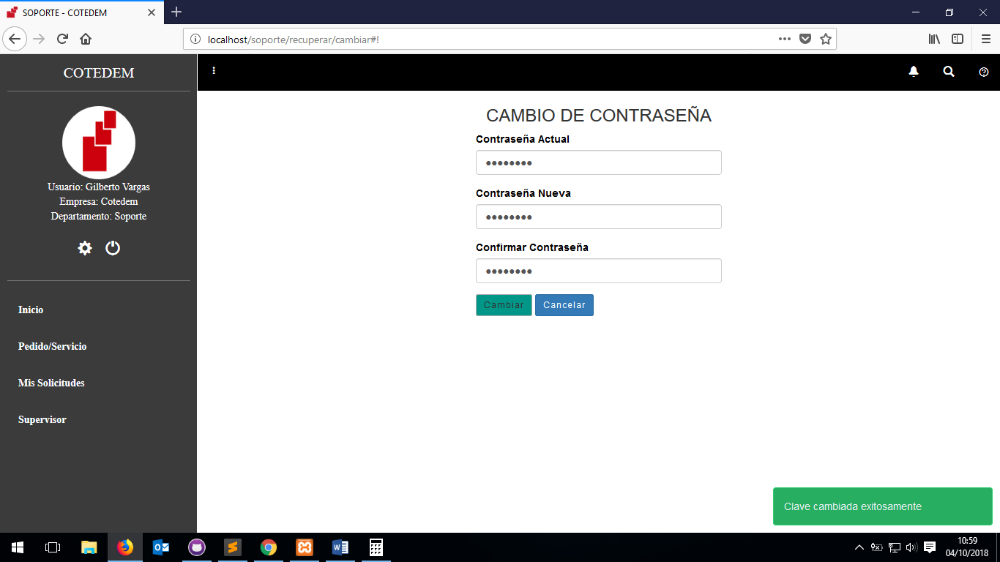 SOPORTE - COTEDEM
localhost/soporte/recuperar/cambiar#!
COTEDEM
Usuario: Gilberto Vargas
Empresa: Cotedem
Departamento: Soporte
Inicio
Pedido/Servicio
Mis Solicitudes
Supervisor
CAMBIO DE CONTRASEÑA
Contraseña Actual
Contraseña Nueva
Confirmar Contraseña
Cambiar Cancelar
Clave cambiada exitosamente
10:59
04/10/2018